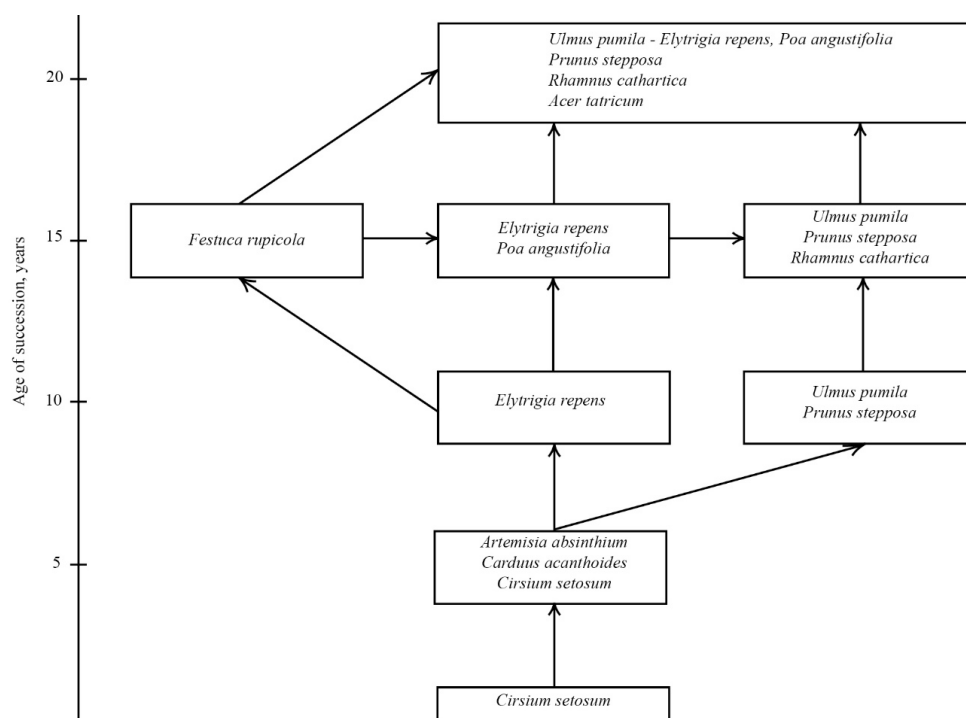 Ulmus pumila - Elytrigia repens, Poa angustifolia
Prunus stepposa
Rhamnus cathartica
Acer tatricum
20
Festuca rupicola
Elytrigia repens
Poa angustifolia
Ulmus pumila
Prunus stepposa
Rhamnus cathartica
15
Age of succession, years
Elytrigia repens
Ulmus pumila
Prunus stepposa
10
Artemisia absinthium
Carduus acanthoides
Cirsium setosum
5
Cirsium setosum